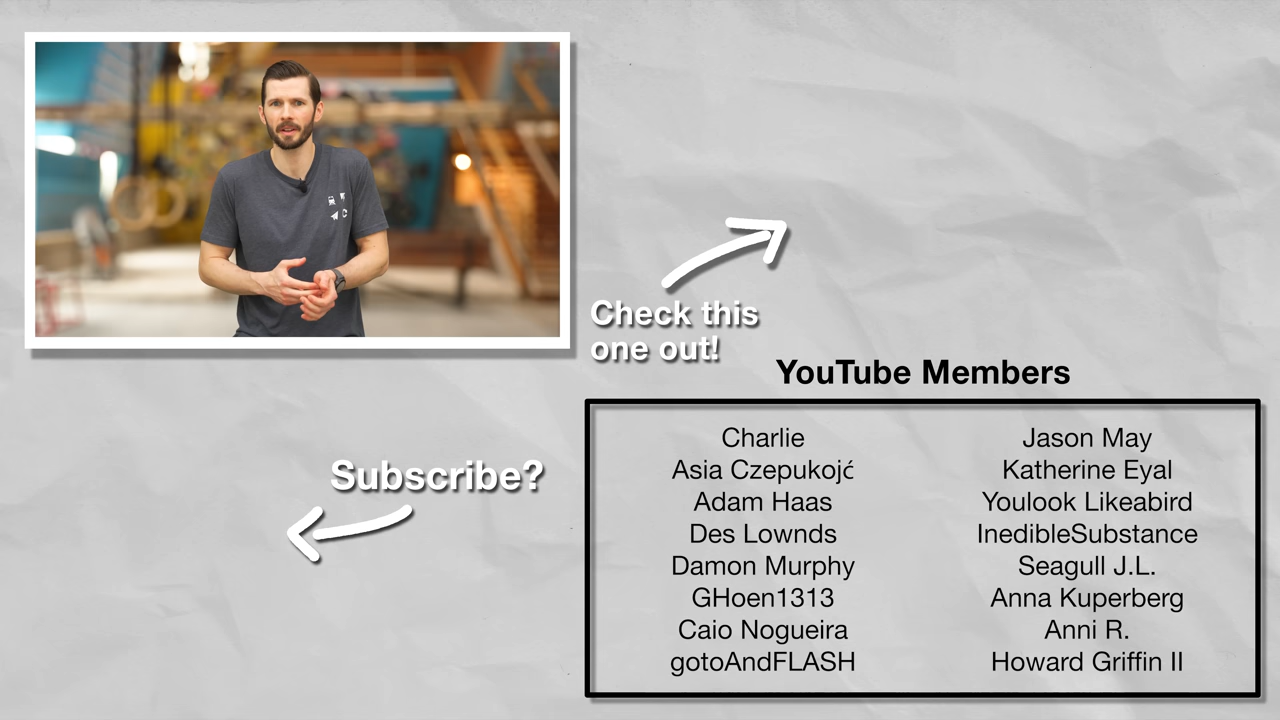 Check this
one out!
YouTube Members
Charlie
Asia Czepukojć
Adam Haas
Des Lownds
Damon Murphy
GHoen1313
Caio Nogueira
gotoAndFLASH
Jason May
Katherine Eyal
Youlook Likeabird
InedibleSubstance
Seagull J.L.
Anna Kuperberg
Anni R.
Howard Griffin II
Subscribe?